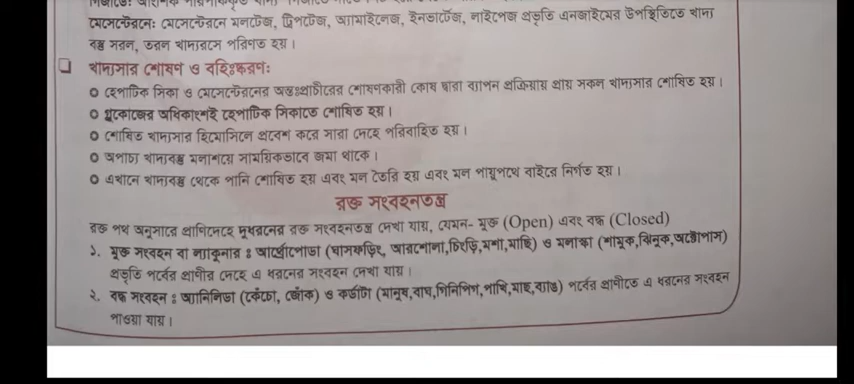 মেসেন্টেরনে: মেসেন্টেরনে মলটেজ, ট্রিপটেজ, অ্যামাইলেজ, ইনভার্টেজ, লাইপেজ প্রভৃতি এনজাইমের উপস্থিতিতে খাদ্য
বস্তু সরল, তরল খাদ্যরসে পরিণত হয়।
খাদ্যসার শোষণ ও বহিঃষ্করণ:
হেপাটিক সিকা ও মেসেন্টেরনের অন্তঃপ্রাচীরের শোষণকারী কোষ দ্বারা ব্যাপন প্রক্রিয়ায় প্রায় সকল খাদ্যসার শোষিত হয়।
গ্লুকোজের অধিকাংশই হেপাটিক সিকাতে শোষিত হয়।
শোষিত খাদ্যসার হিমোসিলে প্রবেশ করে সারা দেহে পরিবাহিত হয়।
অপাচ্য খাদ্যবস্তু মলাশয়ে সাময়িকভাবে জমা থাকে।
এখানে খাদ্যবস্তু থেকে পানি শোষিত হয় এবং মল তৈরি হয় এবং মল পায়ুপথে বাইরে নির্গত হয়।
রক্ত সংবহনতন্ত্র
রক্ত পথ অনুসারে প্রাণিদেহে দুধরনের রক্ত সংবহনতন্ত্র দেখা যায়, যেমন- মুক্ত (Open) এবং বদ্ধ (Closed)
১. মুক্ত সংবহন বা ল্যাকুনার : আর্থ্রোপোডা (ঘাসফড়িং, আরশোলা,চিংড়ি,মশা,মাছি) ও মলাস্কা (শামুক,ঝিনুক,অক্টোপাস)
প্রভৃতি পর্বের প্রাণীর দেহে এ ধরনের সংবহন দেখা যায়।
২. বদ্ধ সংবহন : অ্যানিলিডা (কেঁচো, জোঁক) ও কর্ডাটা (মানুষ,বাঘ,গিনিপিগ,পাখি,মাছ,ব্যাঙ) পর্বের প্রাণীতে এ ধরনের সংবহন
পাওয়া যায়।